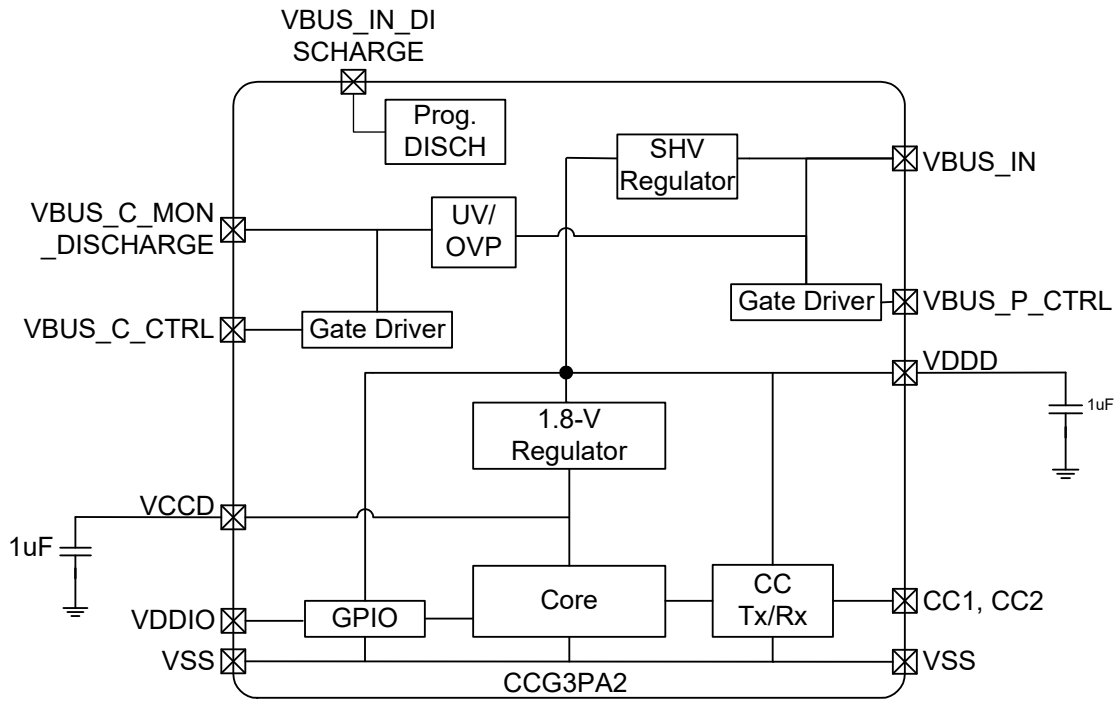 VBUS_IN_DI
SCHARGE
Prog.
DISCH
SHV
Regulator
VBUS_IN
VBUS_C_MON
_DISCHARGE
UV/
OVP
Gate Driver
VBUS_P_CTRL
VBUS_C_CTRL
Gate Driver
VDDD
1uF
1.8-V
Regulator
VCCD
1uF
Core
CC
Tx/Rx
CC1, CC2
VDDIO
GPIO
VSS
VSS
CCG3PA2